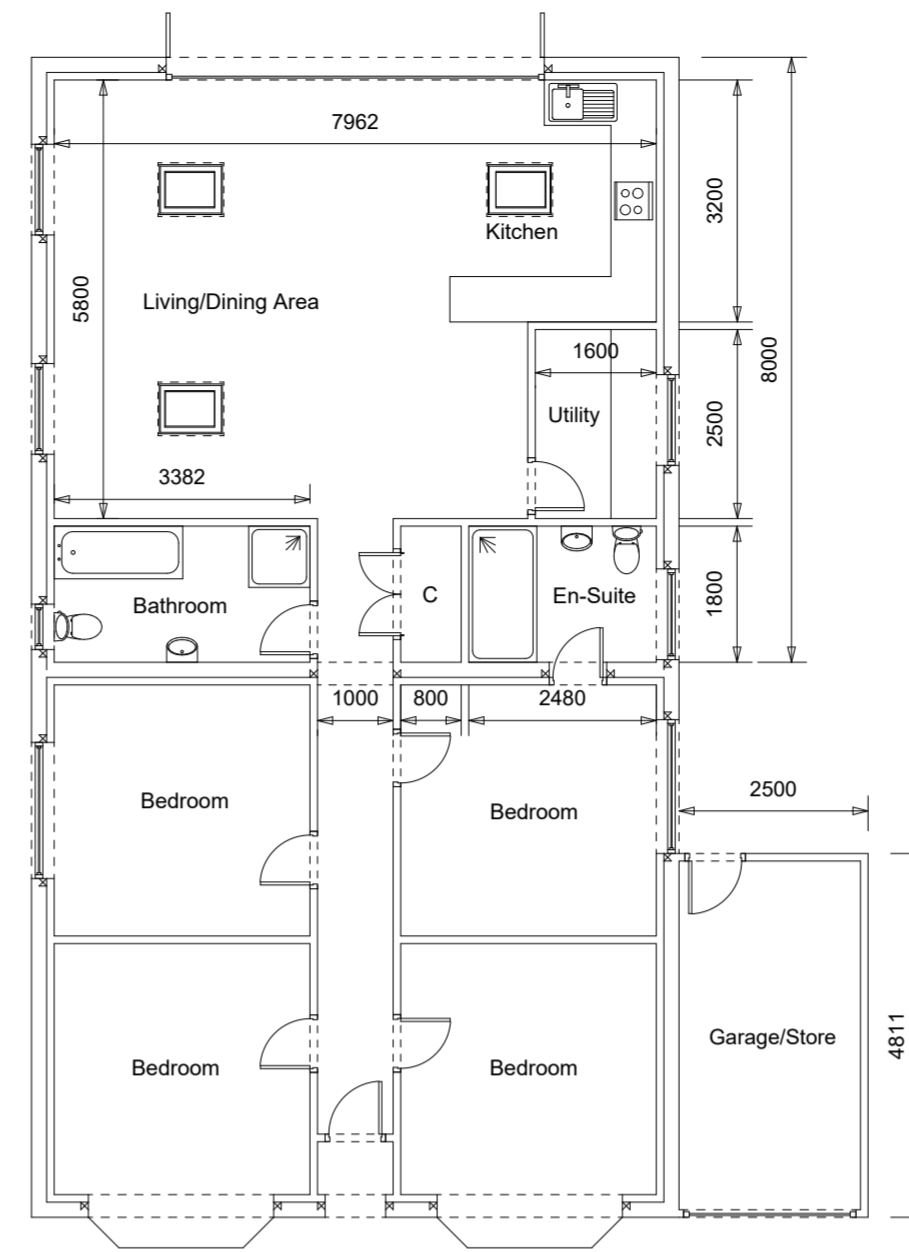 7962
3200
Kitchen
5800
Living/Dining Area
8000
1600
2500
Utility
3382
Bathroom
C
En-Suite
1800
1000
800
2480
2500
Bedroom
Bedroom
Garage/Store
4811
Bedroom
Bedroom